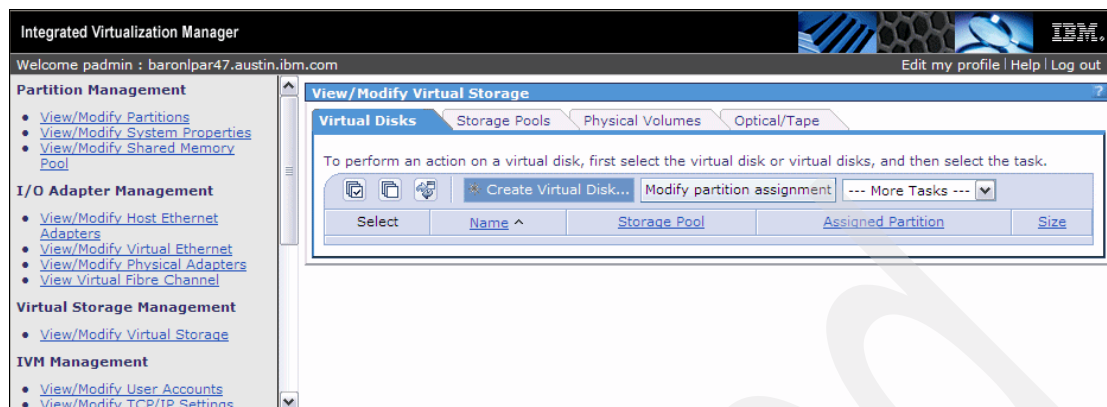 Integrated Virtualization Manager
IBM.
Welcome padmin : baronlpar47.austin.ibm.com
Edit my profile | Help | Log out
Partition Management
View/Modify Partitions
View/Modify System Properties
View/Modify Shared Memory
Pool
I/O Adapter Management
View/Modify Host Ethernet
Adapters
View/Modify Virtual Ethernet
View/Modify Physical Adapters
View Virtual Fibre Channel
Virtual Storage Management
View/Modify Virtual Storage
IVM Management
View/Modify User Accounts
View/Modify TCP/IP Settings
View/Modify Virtual Storage
?
Virtual Disks Storage Pools Physical Volumes Optical/Tape
To perform an action on a virtual disk, first select the virtual disk or virtual disks, and then select the task.
Create Virtual Disk... Modify partition assignment --- More Tasks ---
Select Name ^ Storage Pool Assigned Partition Size